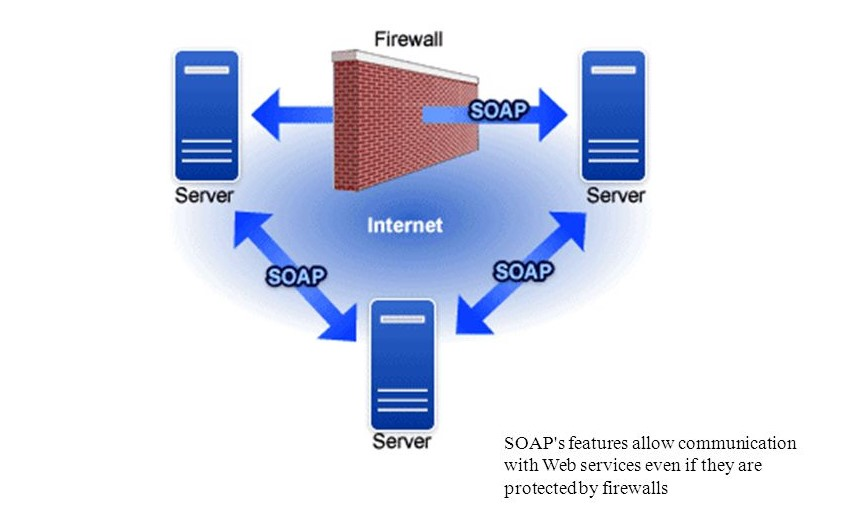 Firewall
SOAP
Server
Server
Internet
SOAP
SOAP
Server
SOAP's features allow communication
with Web services even if they are
protected by firewalls